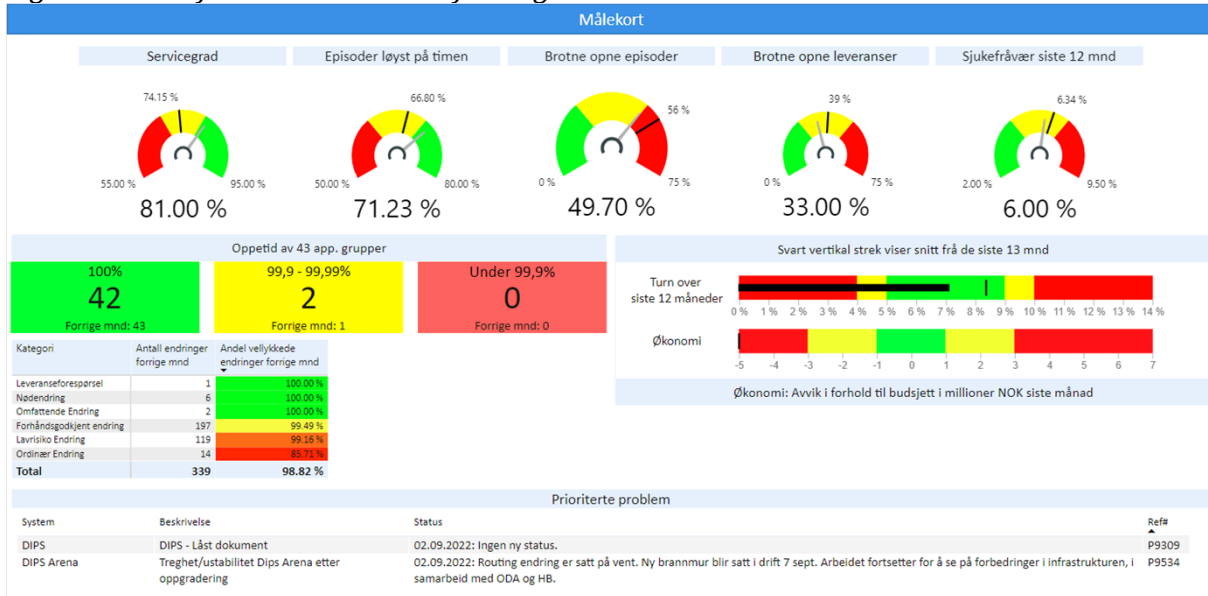 Målekort
Servicegrad
Episoder løyst på timen
Brotne opne episoder
Brotne opne leveranser
Sjukefråvær siste 12 mnd
74.15 %
55.00 %
95.00 %
81.00 %
66.80 %
50.00 %
80.00 %
71.23 %
56 %
0 %
75 %
49.70 %
39 %
0 %
75 %
33.00 %
6.34 %
2.00 %
9.50 %
6.00 %
Oppetid av 43 app. grupper
100%
42
Forrige mnd: 43
99,9 - 99,99%
2
Forrige mnd: 1
Under 99,9%
0
Forrige mnd: 0
Svart vertikal strek viser snitt frå de siste 13 mnd
Turn over
siste 12 måneder
0 % 1 % 2 % 3 % 4 % 5 % 6 % 7 % 8 % 9 % 10 % 11 % 12 % 13 % 14 %
Økonomi
-5 -4 -3 -2 -1 0 1 2 3 4 5 6 7
Økonomi: Avvik i forhold til budsjett i millioner NOK siste månad
Kategori Antall endringer Andel vellykkede
forrige mnd endringer forrige mnd
Leveranseforespørsel 1 100.00 %
Nødendring 6 100.00 %
Omfattende Endring 2 100.00 %
Forhåndsgodkjent endring 197 99.49 %
Lavrisiko Endring 119 99.16 %
Ordinær Endring 14 85.71 %
Total 339 98.82 %
Prioriterte problem
System Beskrivelse Status Ref#
DIPS DIPS - Låst dokument 02.09.2022: Ingen ny status. P9309
DIPS Arena Treghet/ustabilitet Dips Arena etter 02.09.2022: Routing endring er satt på vent. Ny brannmur blir satt i drift 7 sept. Arbeidet fortsetter for å se på forbedringer i infrastrukturen, i P9534
oppgradering samarbeid med ODA og HB.